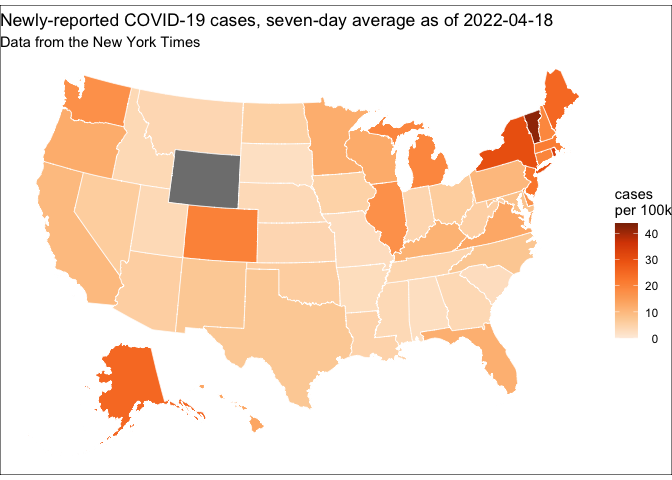 Newly-reported COVID-19 cases, seven-day average as of 2022-04-18
Data from the New York Times
cases
per 100k
40
30
20
10
0